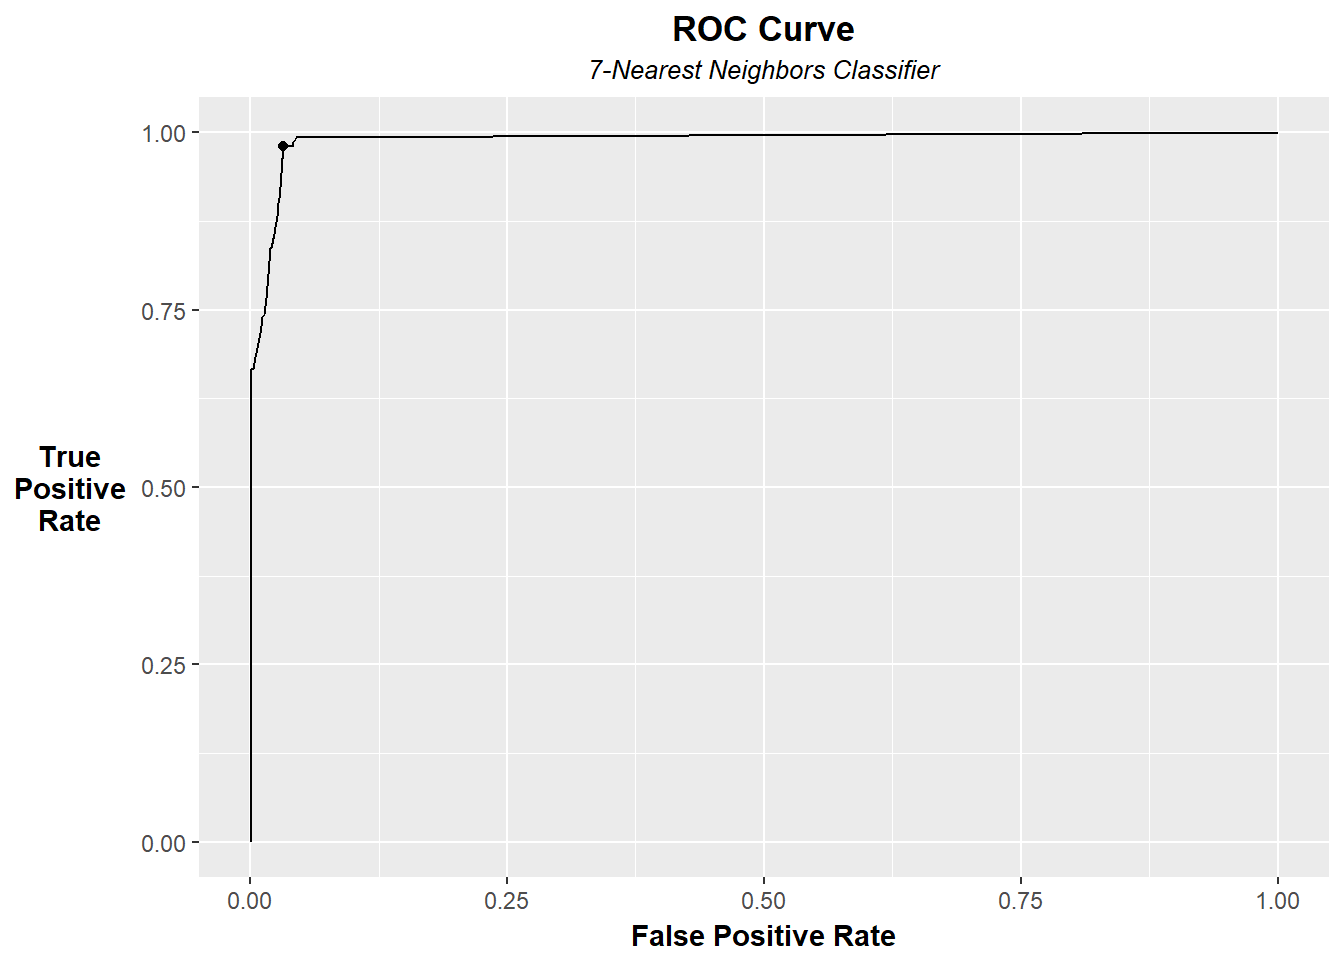 ROC Curve
7-Nearest Neighbors Classifier
True
Positive
Rate
1.00
0.75
0.50
0.25
0.00
0.00 0.25 0.50 0.75 1.00
False Positive Rate